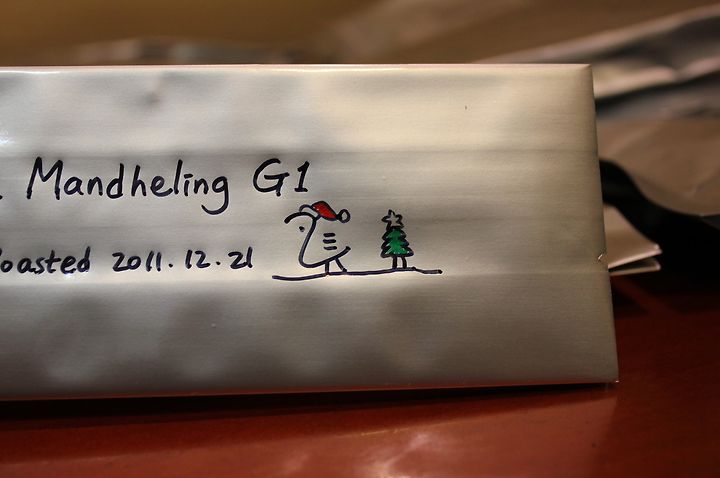 . Mandheling G1
oasted 2011.12.21